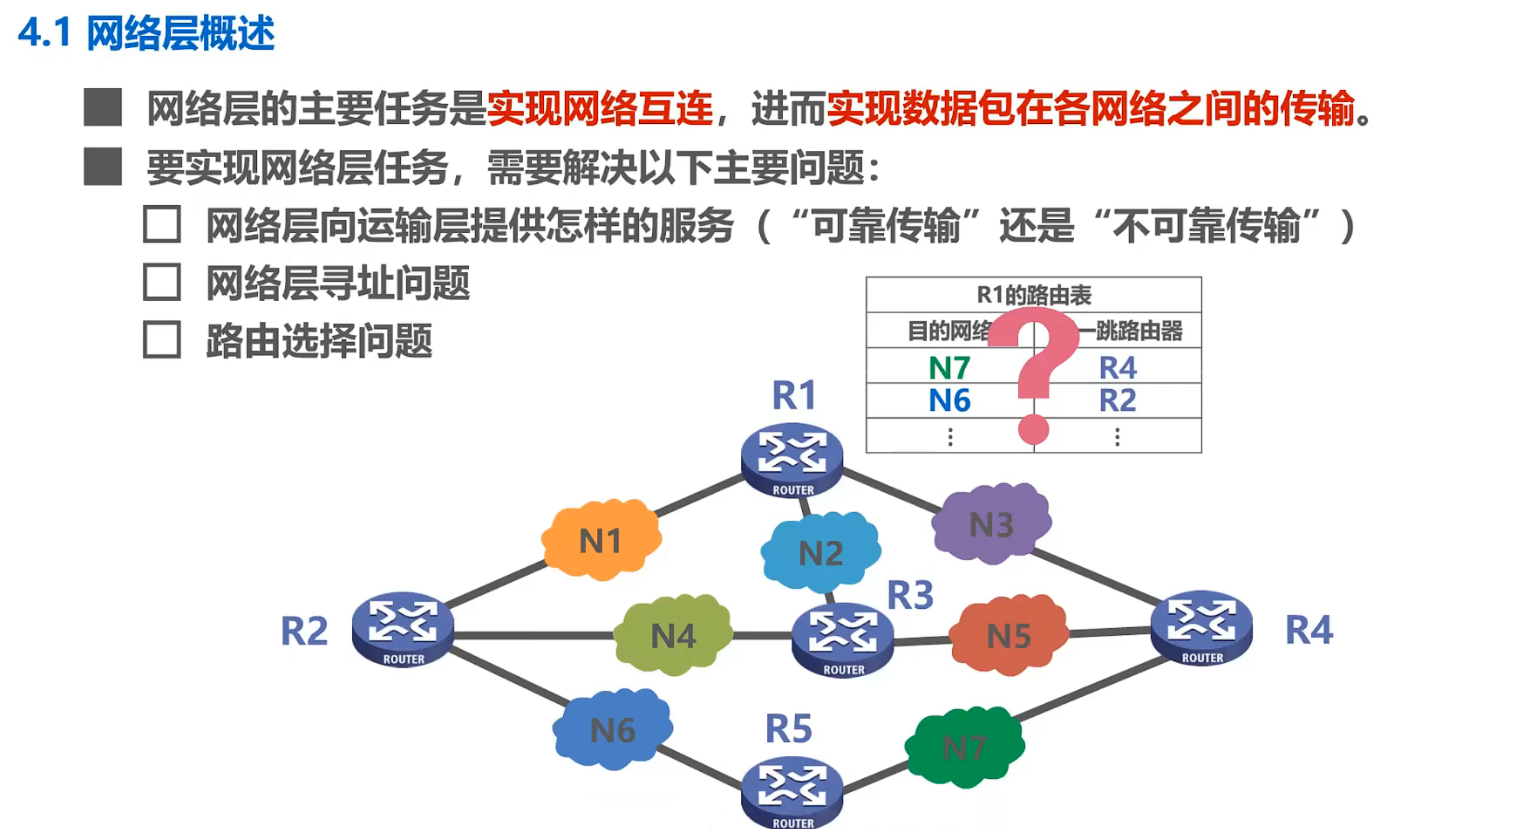 4.1 网络层概述
网络层的主要任务是实现网络互连，进而实现数据包在各网络之间的传输。
要实现网络层任务，需要解决以下主要问题：
网络层向运输层提供怎样的服务（“可靠传输”还是“不可靠传输”）
网络层寻址问题
路由选择问题
R1的路由表
目的网络 一跳路由器
N7 R4
N6 R2
⋮ ⋮
?
R1
ROUTER
N1
N2
N3
R2
ROUTER
N4
R3
ROUTER
N5
R4
ROUTER
N6
R5
ROUTER
N7